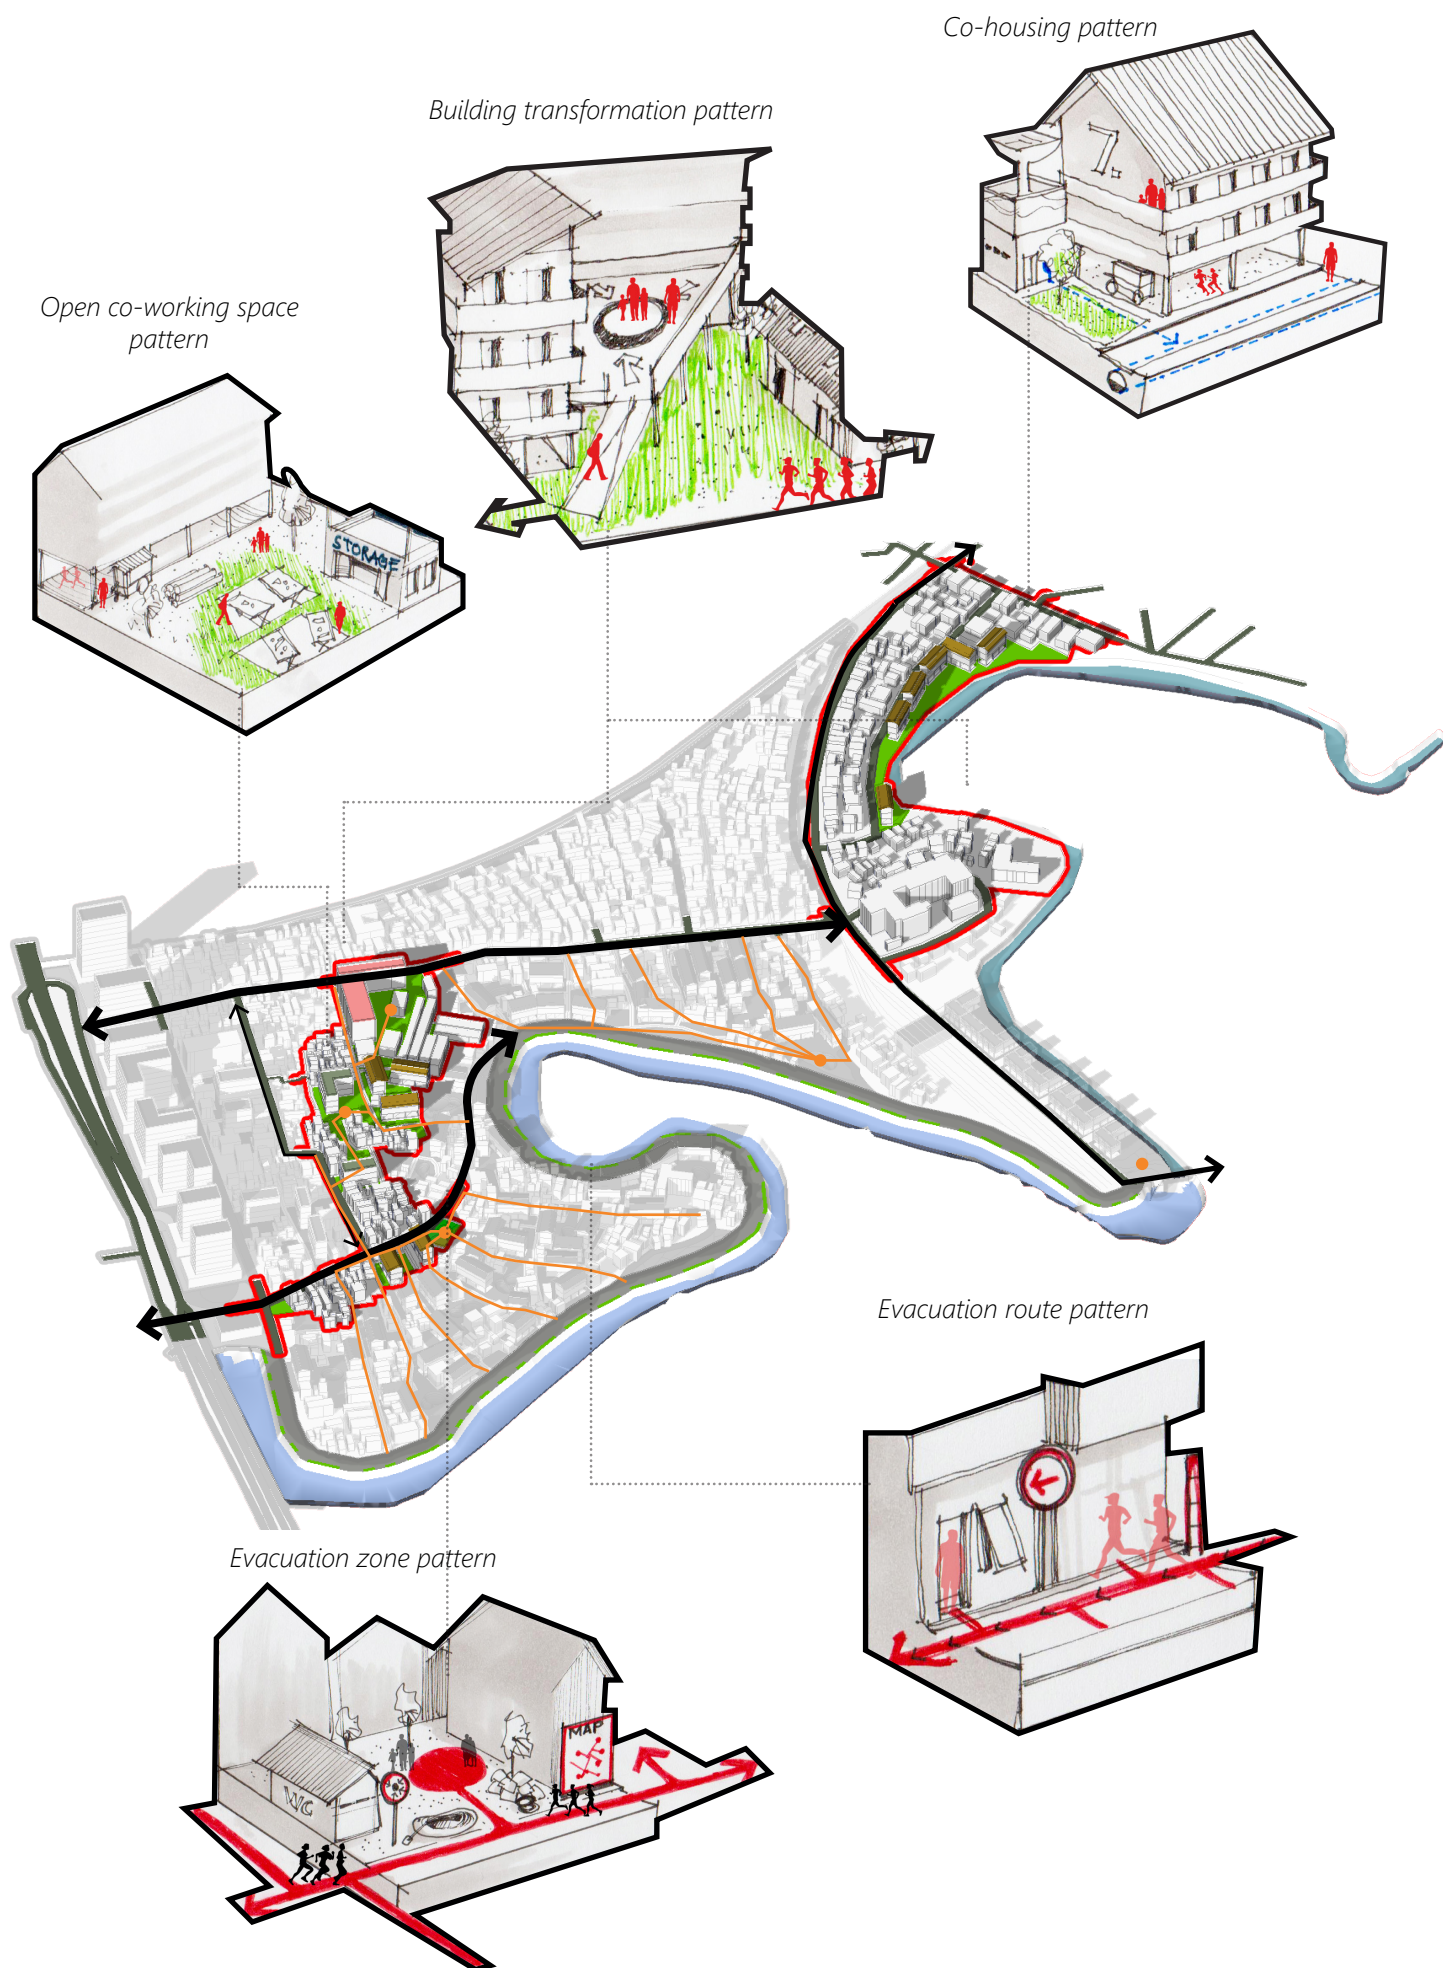 Co-housing pattern
Building transformation pattern
7.
Open co-working space
pattern
STORAGE
Evacuation route pattern
Evacuation zone pattern
MAP
WC